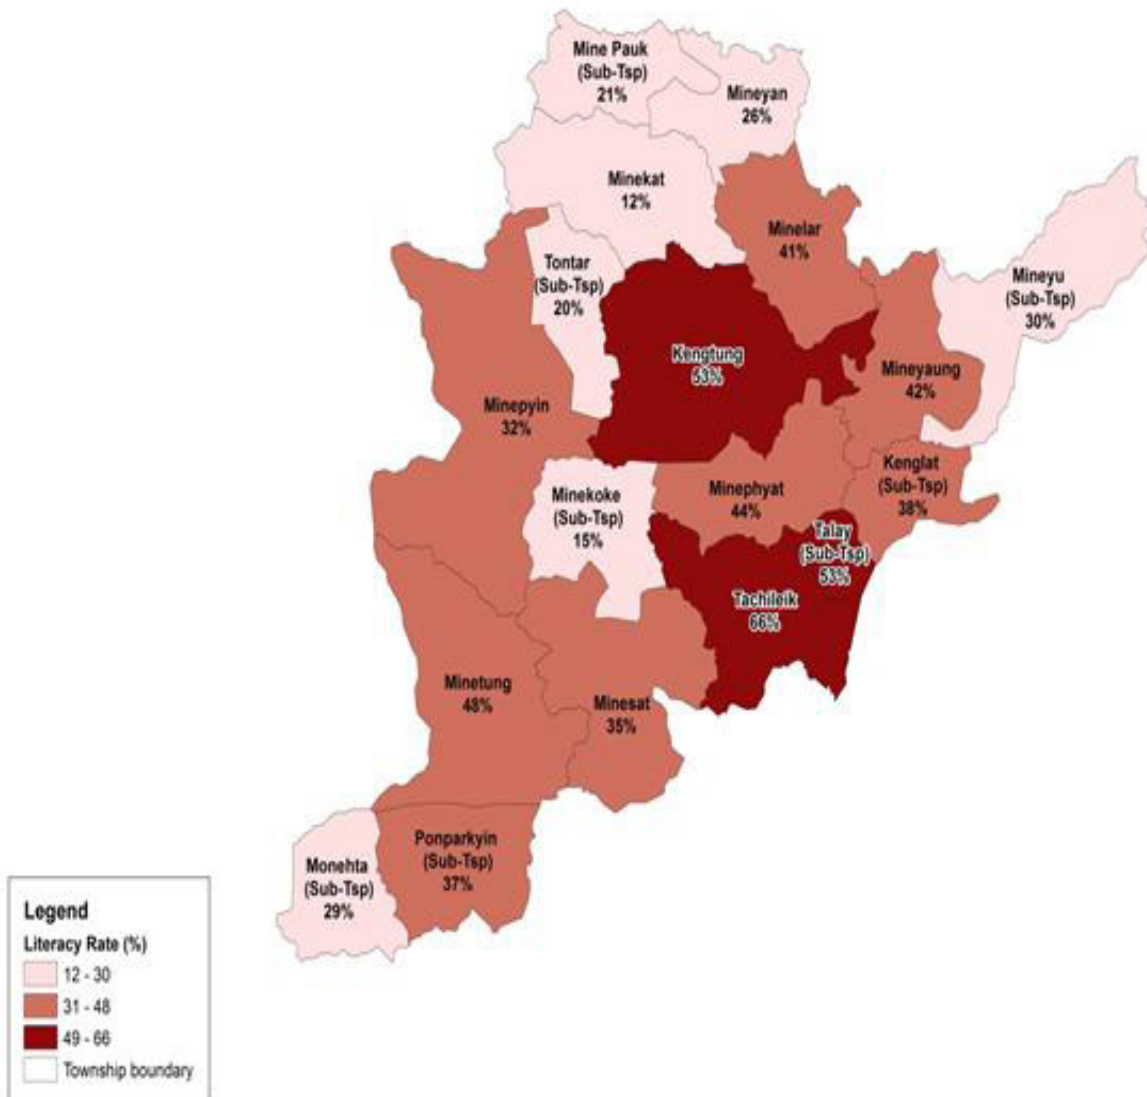 Mine Pauk
(Sub-Tsp)
21%
Mineyan
26%
Minekat
12%
Minelar
41%
Tontar
(Sub-Tsp)
20%
Mineyu
(Sub-Tsp)
30%
Kengtung
53%
Mineyaung
42%
Minepyin
32%
Minekoke
(Sub-Tsp)
15%
Minephyat
44%
Kenglat
(Sub-Tsp)
38%
Talay
(Sub-Tsp)
53%
Tachileik
66%
Minetung
48%
Minesat
35%
Ponparkyin
(Sub-Tsp)
37%
Monehta
(Sub-Tsp)
29%
Legend
Literacy Rate (%)
12 - 30
31 - 48
49 - 66
Township boundary